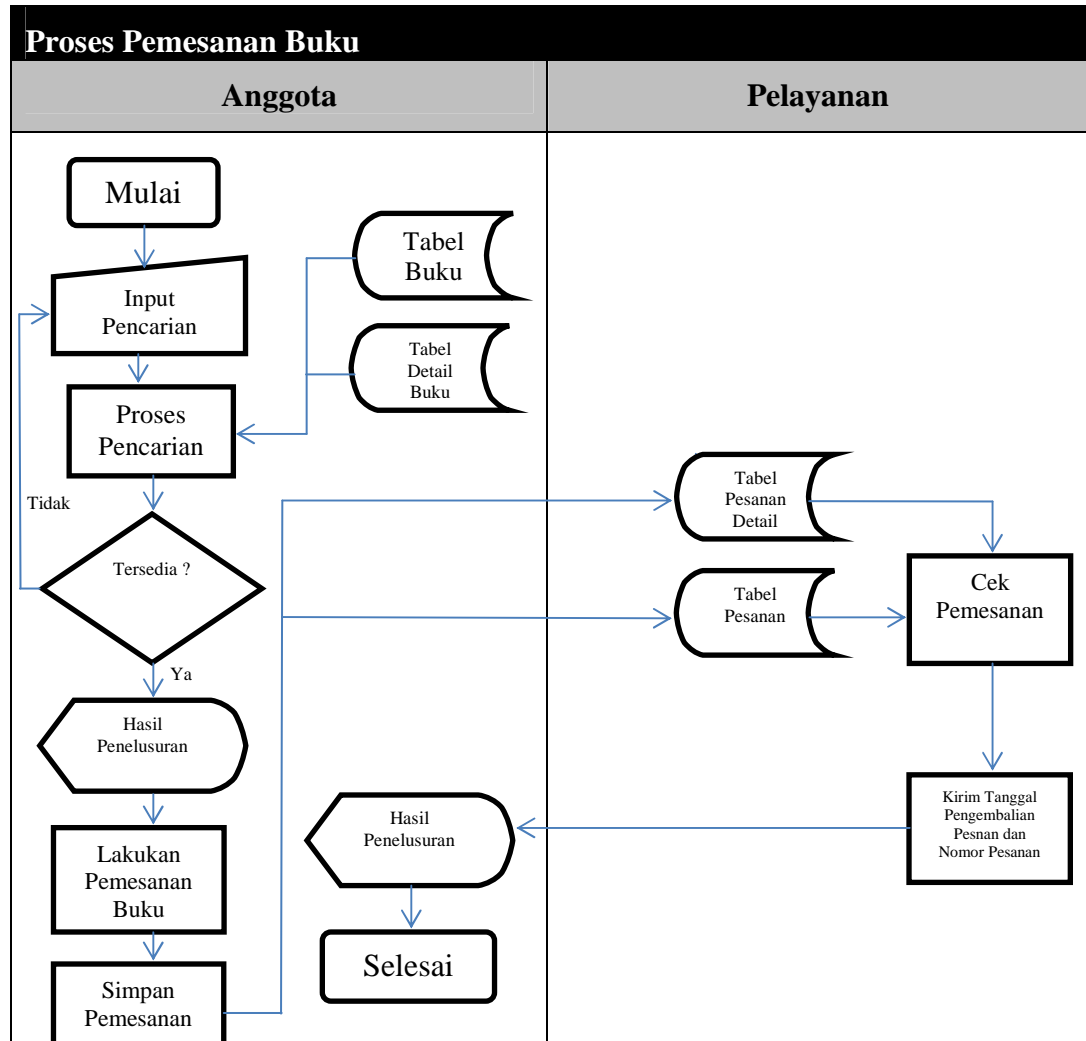 Proses Pemesanan Buku
Anggota
Pelayanan
Mulai
Tabel
Buku
Input
Pencarian
Tabel
Detail
Buku
Proses
Pencarian
Tidak
Tersedia ?
Ya
Tabel
Pesanan
Detail
Tabel
Pesanan
Cek
Pemesanan
Hasil
Penelusuran
Lakukan
Pemesanan
Buku
Simpan
Pemesanan
Kirim Tanggal
Pengembalian
Pesnan dan
Nomor Pesanan
Hasil
Penelusuran
Selesai